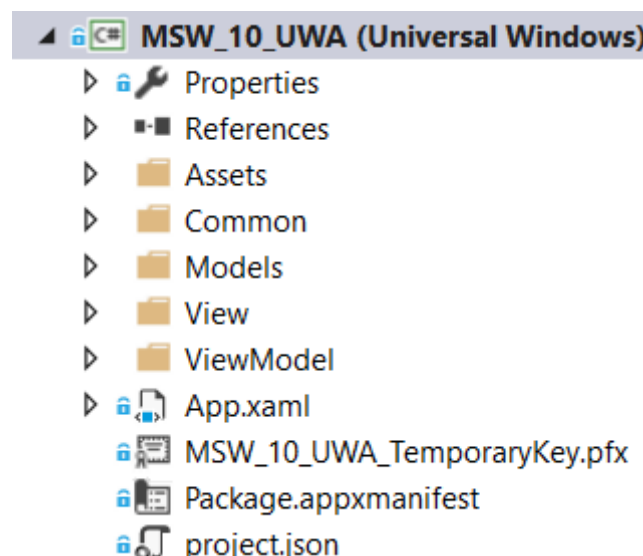 C# MSW_10_UWA (Universal Windows)
Properties
References
Assets
Common
Models
View
ViewModel
App.xaml
MSW_10_UWA_TemporaryKey.pfx
Package.appxmanifest
project.json